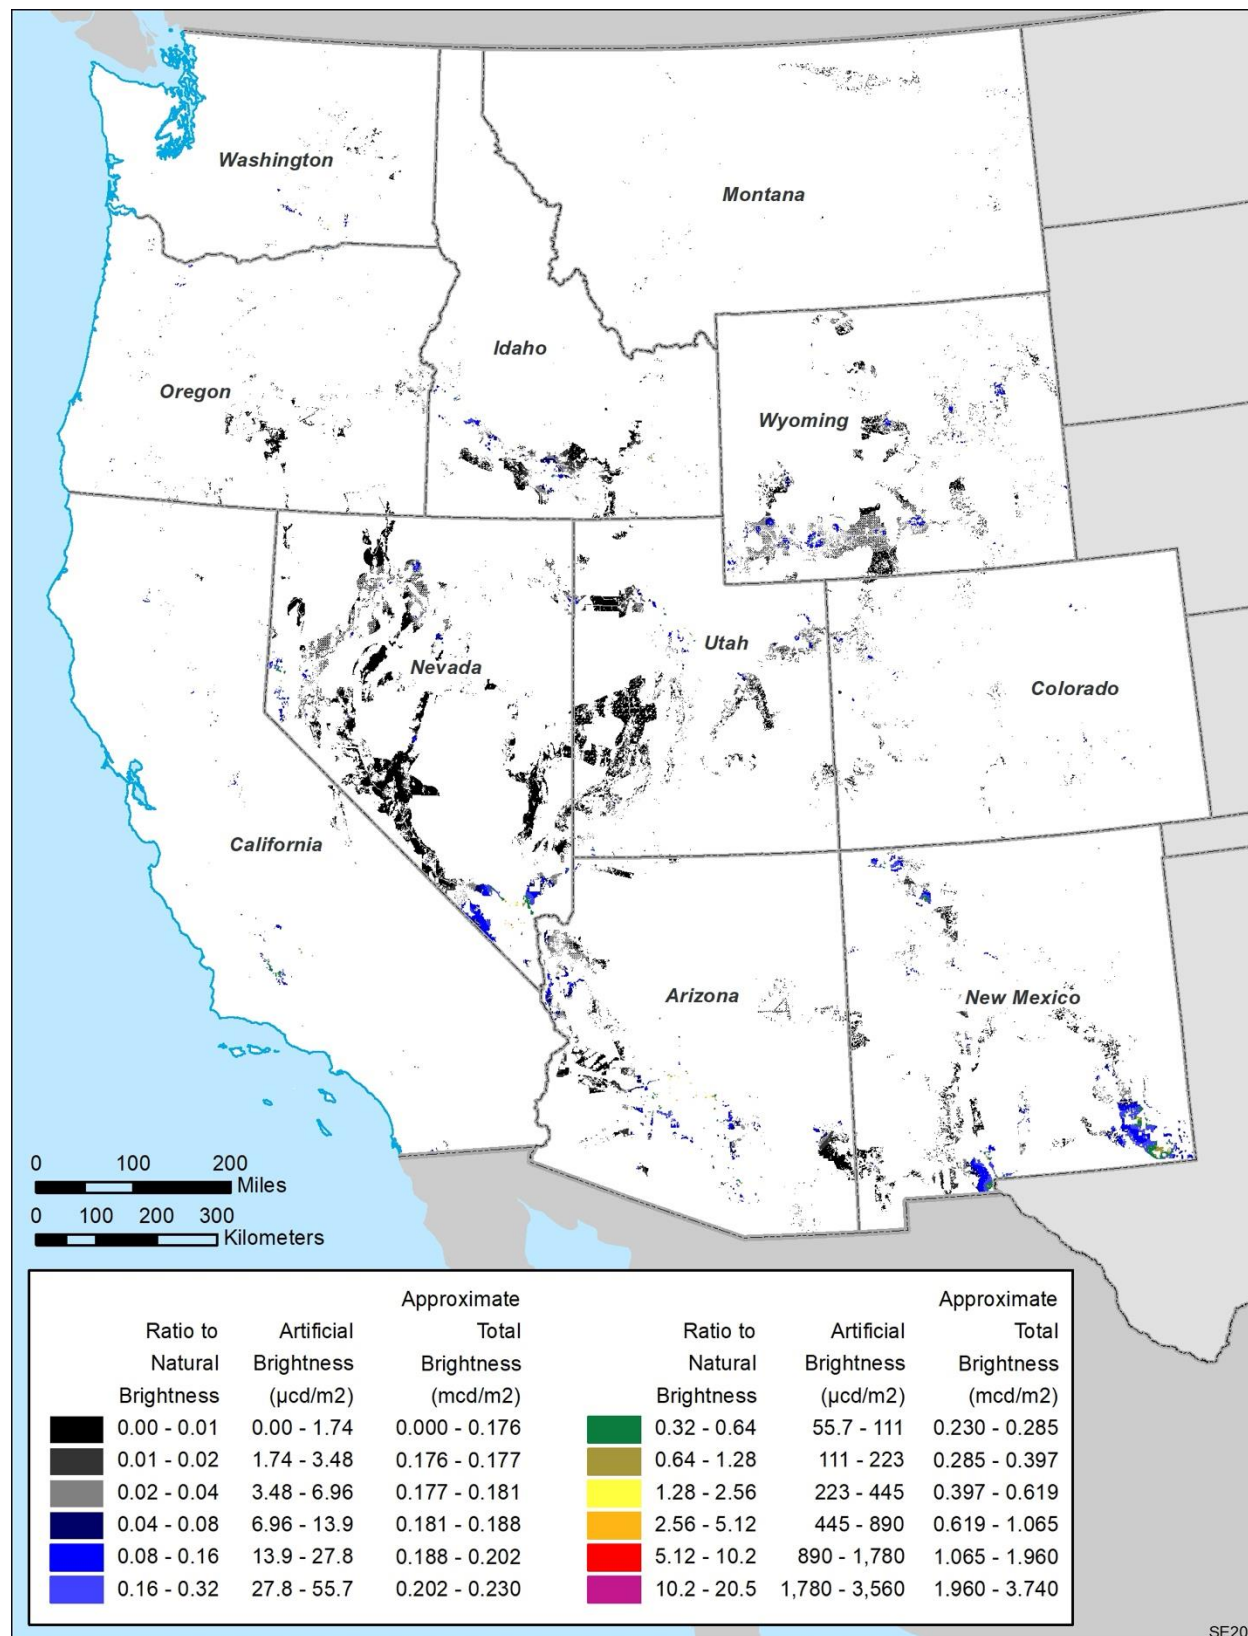 Washington
Montana
Idaho
Oregon
Wyoming
Nevada
Utah
Colorado
California
Arizona
New Mexico
0 100 200
Miles
0 100 200 300
Kilometers
Approximate Approximate
Ratio to Artificial Total Ratio to Artificial Total
Natural Brightness Brightness Natural Brightness Brightness
Brightness (µcd/m2) (mcd/m2) Brightness (µcd/m2) (mcd/m2)
0.00 - 0.01 0.00 - 1.74 0.000 - 0.176 0.32 - 0.64 55.7 - 111 0.230 - 0.285
0.01 - 0.02 1.74 - 3.48 0.176 - 0.177 0.64 - 1.28 111 - 223 0.285 - 0.397
0.02 - 0.04 3.48 - 6.96 0.177 - 0.181 1.28 - 2.56 223 - 445 0.397 - 0.619
0.04 - 0.08 6.96 - 13.9 0.181 - 0.188 2.56 - 5.12 445 - 890 0.619 - 1.065
0.08 - 0.16 13.9 - 27.8 0.188 - 0.202 5.12 - 10.2 890 - 1,780 1.065 - 1.960
0.16 - 0.32 27.8 - 55.7 0.202 - 0.230 10.2 - 20.5 1,780 - 3,560 1.960 - 3.740